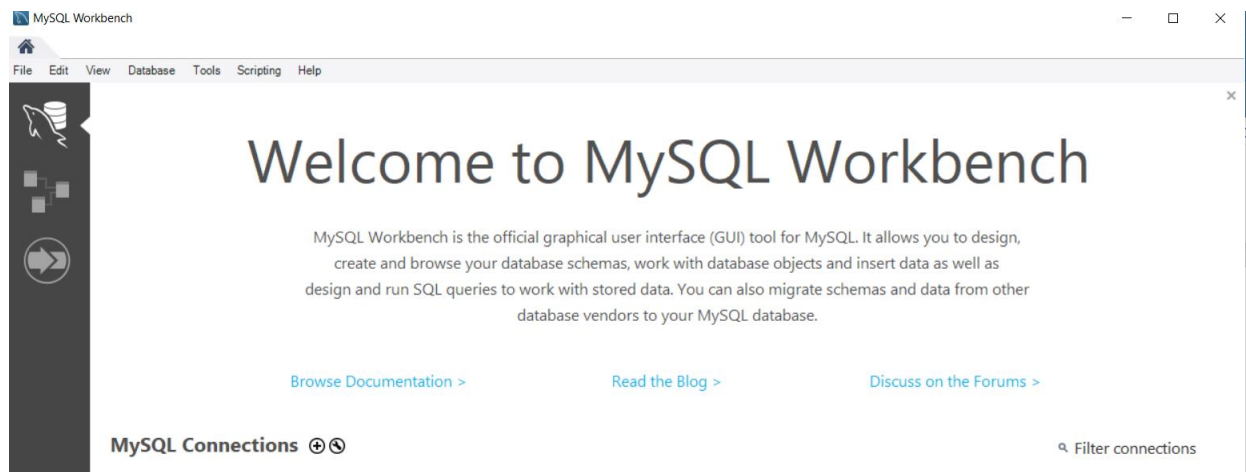 MySQL Workbench
File Edit View Database Tools Scripting Help
Welcome to MySQL Workbench
MySQL Workbench is the official graphical user interface (GUI) tool for MySQL. It allows you to design,
create and browse your database schemas, work with database objects and insert data as well as
design and run SQL queries to work with stored data. You can also migrate schemas and data from other
database vendors to your MySQL database.
Browse Documentation > Read the Blog > Discuss on the Forums >
MySQL Connections Filter connections